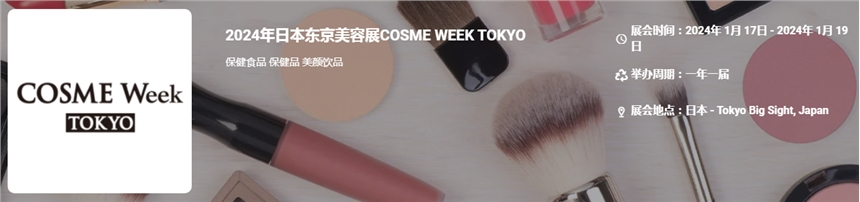 COSME Week
TOKYO
2024年日本东京美容展COSME WEEK TOKYO
保健食品 保健品 美颜饮品
展会时间：2024年 1月 17日 - 2024年 1月 19
日
举办周期：一年一届
展会地点：日本 - Tokyo Big Sight, Japan